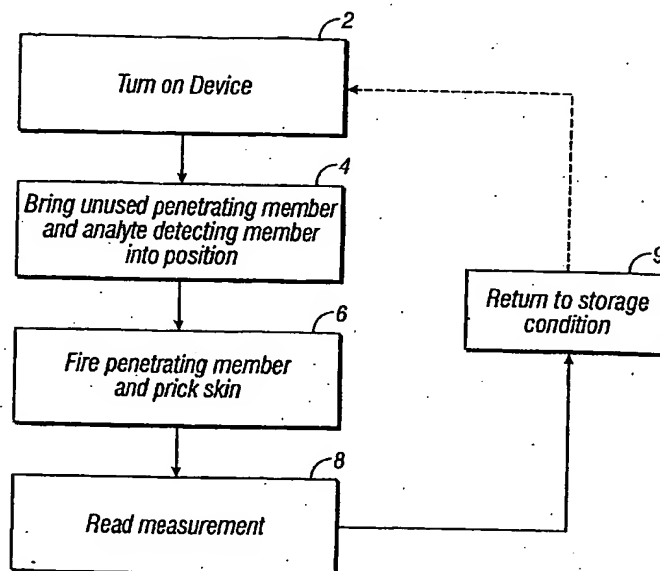 2
Turn on Device
4
Bring unused penetrating member
and analyte detecting member
into position
9
Return to storage
condition
6
Fire penetrating member
and prick skin
8
Read measurement